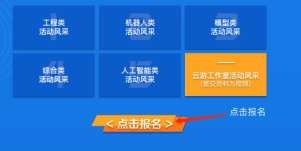 工程类
活动风采
机器人类
活动风采
模型类
活动风采
综合类
活动风采
人工智能类
活动风采
云游工作室活动风采
(提交资料为视频)
< 点击报名 >
点击报名